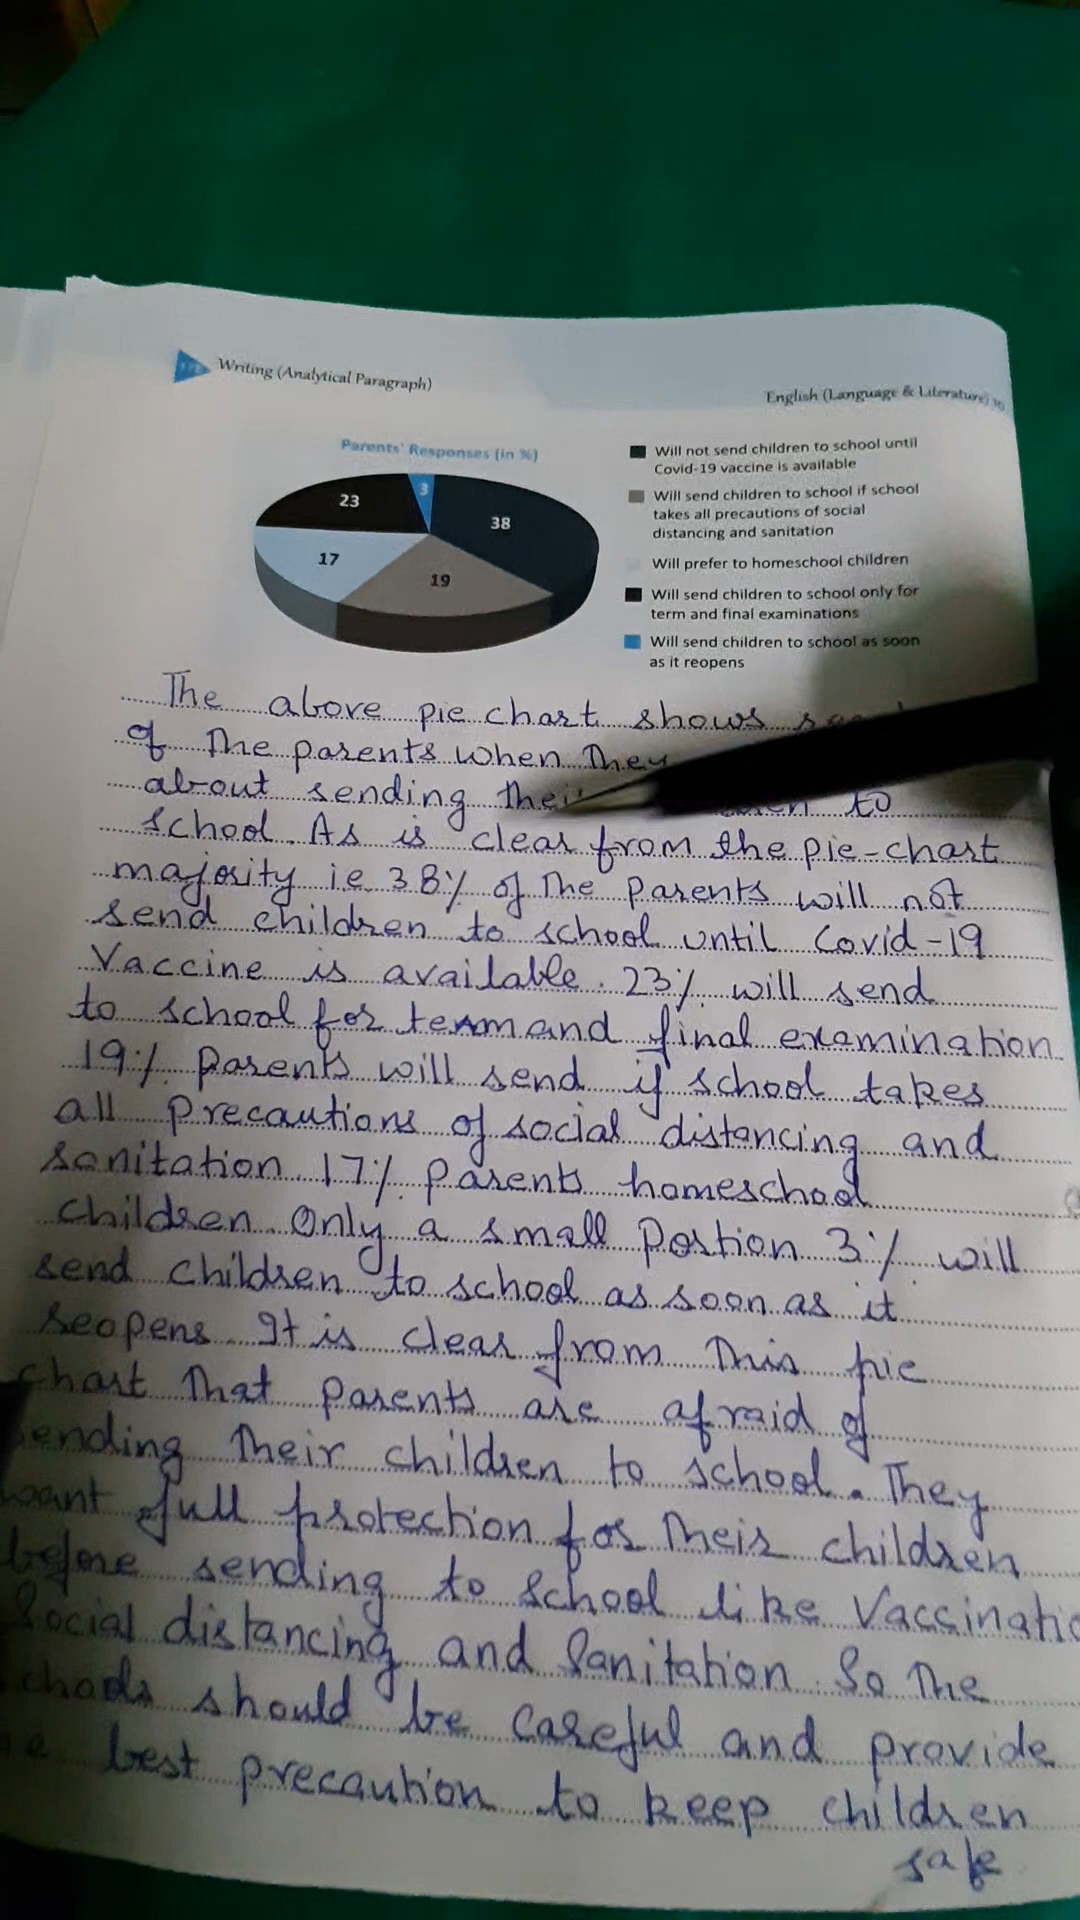 Writing (Analytical Paragraph)
English (Language & Literature)
Parents' Responses (in %)
3
23
38
17
19
Will not send children to school until
Covid-19 vaccine is available
Will send children to school if school
takes all precautions of social
distancing and sanitation
Will prefer to homeschool children
Will send children to school only for
term and final examinations
Will send children to school as soon
as it reopens
The above pie chart shows
of the parents when they
about sending their to
school. As is clear from the pie-chart
majority ie. 38% of the parents will not
send children to school until Covid-19
Vaccine is available. 23% will send
to school for term and final examination
19% parents will send if school takes
all precautions of social distancing and
sanitation. 17% parents homeschool
children. Only a small portion 3% will
send children to school as soon as it
reopens. It is clear from this pie
chart that parents are afraid of
sending their children to school. They
want full protection for their children
before sending to school like
Social distancing and Sanitation. So the
should be careful and provide
best precaution to keep children
safe